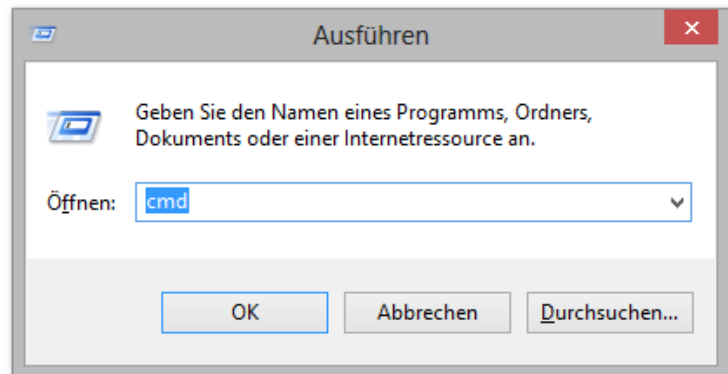 Ausführen
Geben Sie den Namen eines Programms, Ordners,
Dokuments oder einer Internetressource an.
Öffnen: cmd
OK Abbrechen Durchsuchen...